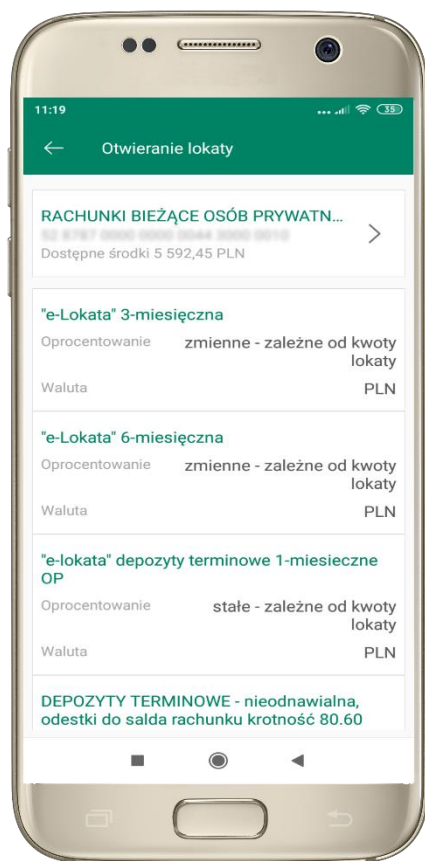 11:19
35
Otwieranie lokaty
RACHUNKI BIEŻĄCE OSÓB PRYWATN...
Dostępne środki 5 592,45 PLN
"e-Lokata" 3-miesięczna
Oprocentowanie zmienne - zależne od kwoty
lokaty
Waluta PLN
"e-Lokata" 6-miesięczna
Oprocentowanie zmienne - zależne od kwoty
lokaty
Waluta PLN
"e-lokata" depozyty terminowe 1-miesieczne
OP
Oprocentowanie stałe - zależne od kwoty
lokaty
Waluta PLN
DEPOZYTY TERMINOWE - nieodnawialna,
odestki do salda rachunku krotność 80.60